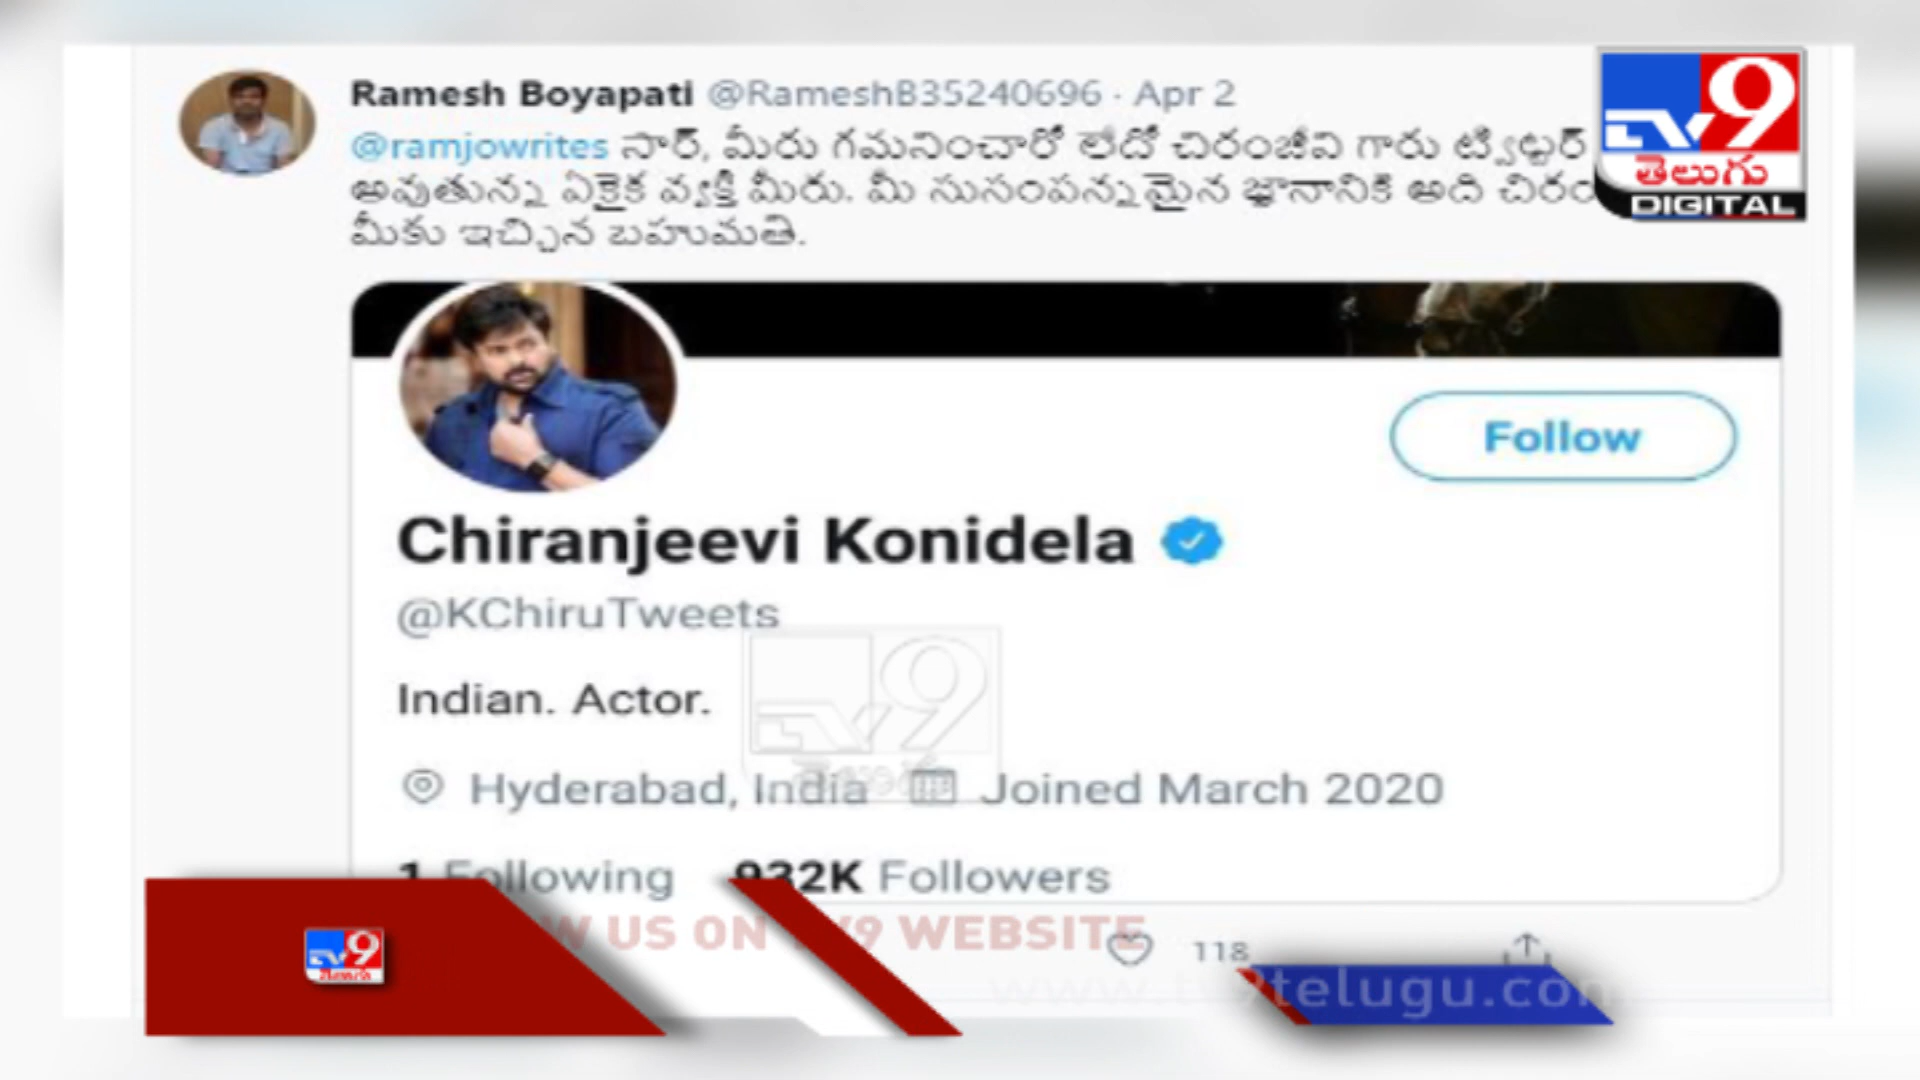 Ramesh Boyapati @RameshB35240696 · Apr 2
@ramjowrites సార్, మీరు గమనించారో లేదో చిరంజీవి గారు ట్విట్టర్
అవుతున్న ఏకైక వ్యక్తి మీరు. మీ సుసంపన్నమైన జ్ఞానానికి అది చిరం
మీకు ఇచ్చిన బహుమతి.
TV9
తెలుగు
DIGITAL
Follow
Chiranjeevi Konidela
@KChiruTweets
Indian. Actor.
TV9
Hyderabad, India Joined March 2020
1 Following 932K Followers
W US ON TV9 WEBSITE
118
TV9
తెలుగు
www.tv9telugu.com